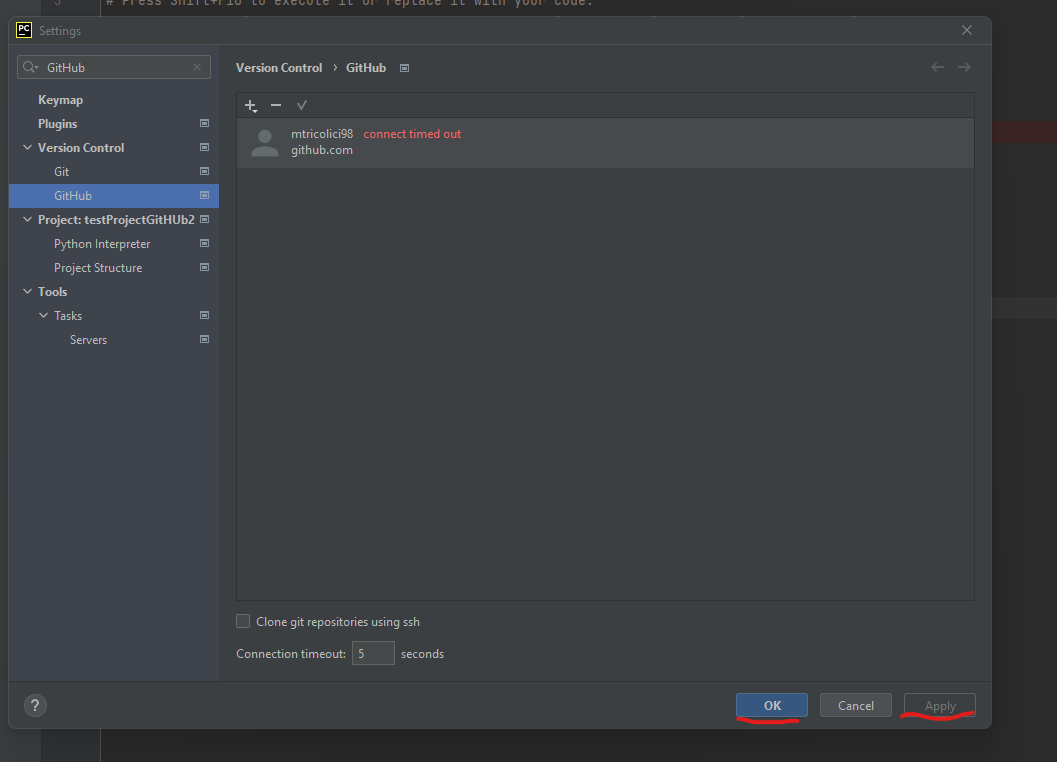 3 # Press Shift+F10 to execute it or replace it with your code.
PC Settings
GitHub
Version Control › GitHub
Keymap
Plugins
Version Control
Git
GitHub
Project: testProjectGitHUb2
Python Interpreter
Project Structure
Tools
Tasks
Servers
mtricolici98 connect timed out
github.com
Clone git repositories using ssh
Connection timeout: 5 seconds
? OK Cancel Apply